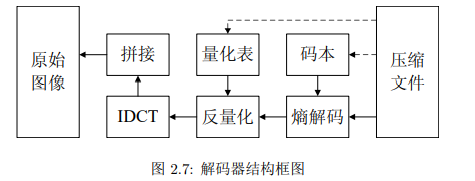 原始
图像
拼接
量化表
码本
压缩
文件
IDCT
反量化
熵解码
图 2.7: 解码器结构框图